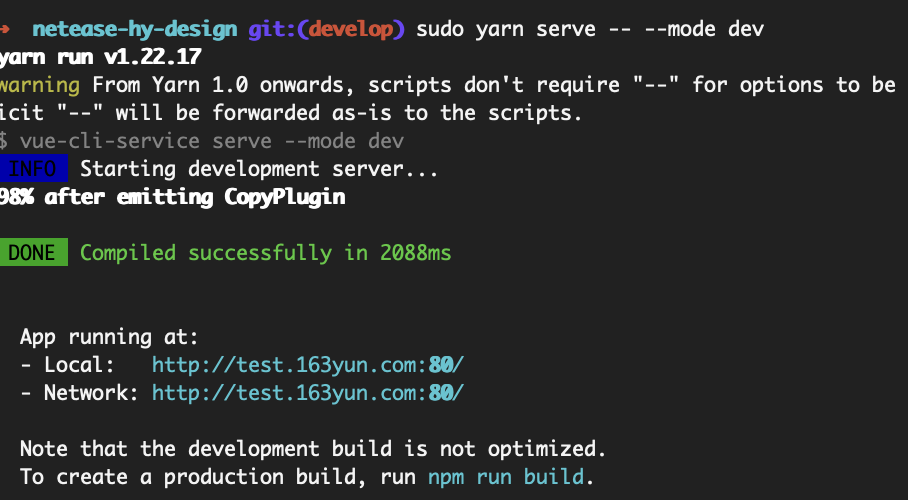 ➜ netease-hy-design git:(develop) sudo yarn serve -- --mode dev
yarn run v1.22.17
warning From Yarn 1.0 onwards, scripts don't require "--" for options to be
icit "--" will be forwarded as-is to the scripts.
$ vue-cli-service serve --mode dev
INFO Starting development server...
98% after emitting CopyPlugin
DONE Compiled successfully in 2088ms
App running at:
- Local: http://test.163yun.com:80/
- Network: http://test.163yun.com:80/
Note that the development build is not optimized.
To create a production build, run npm run build.